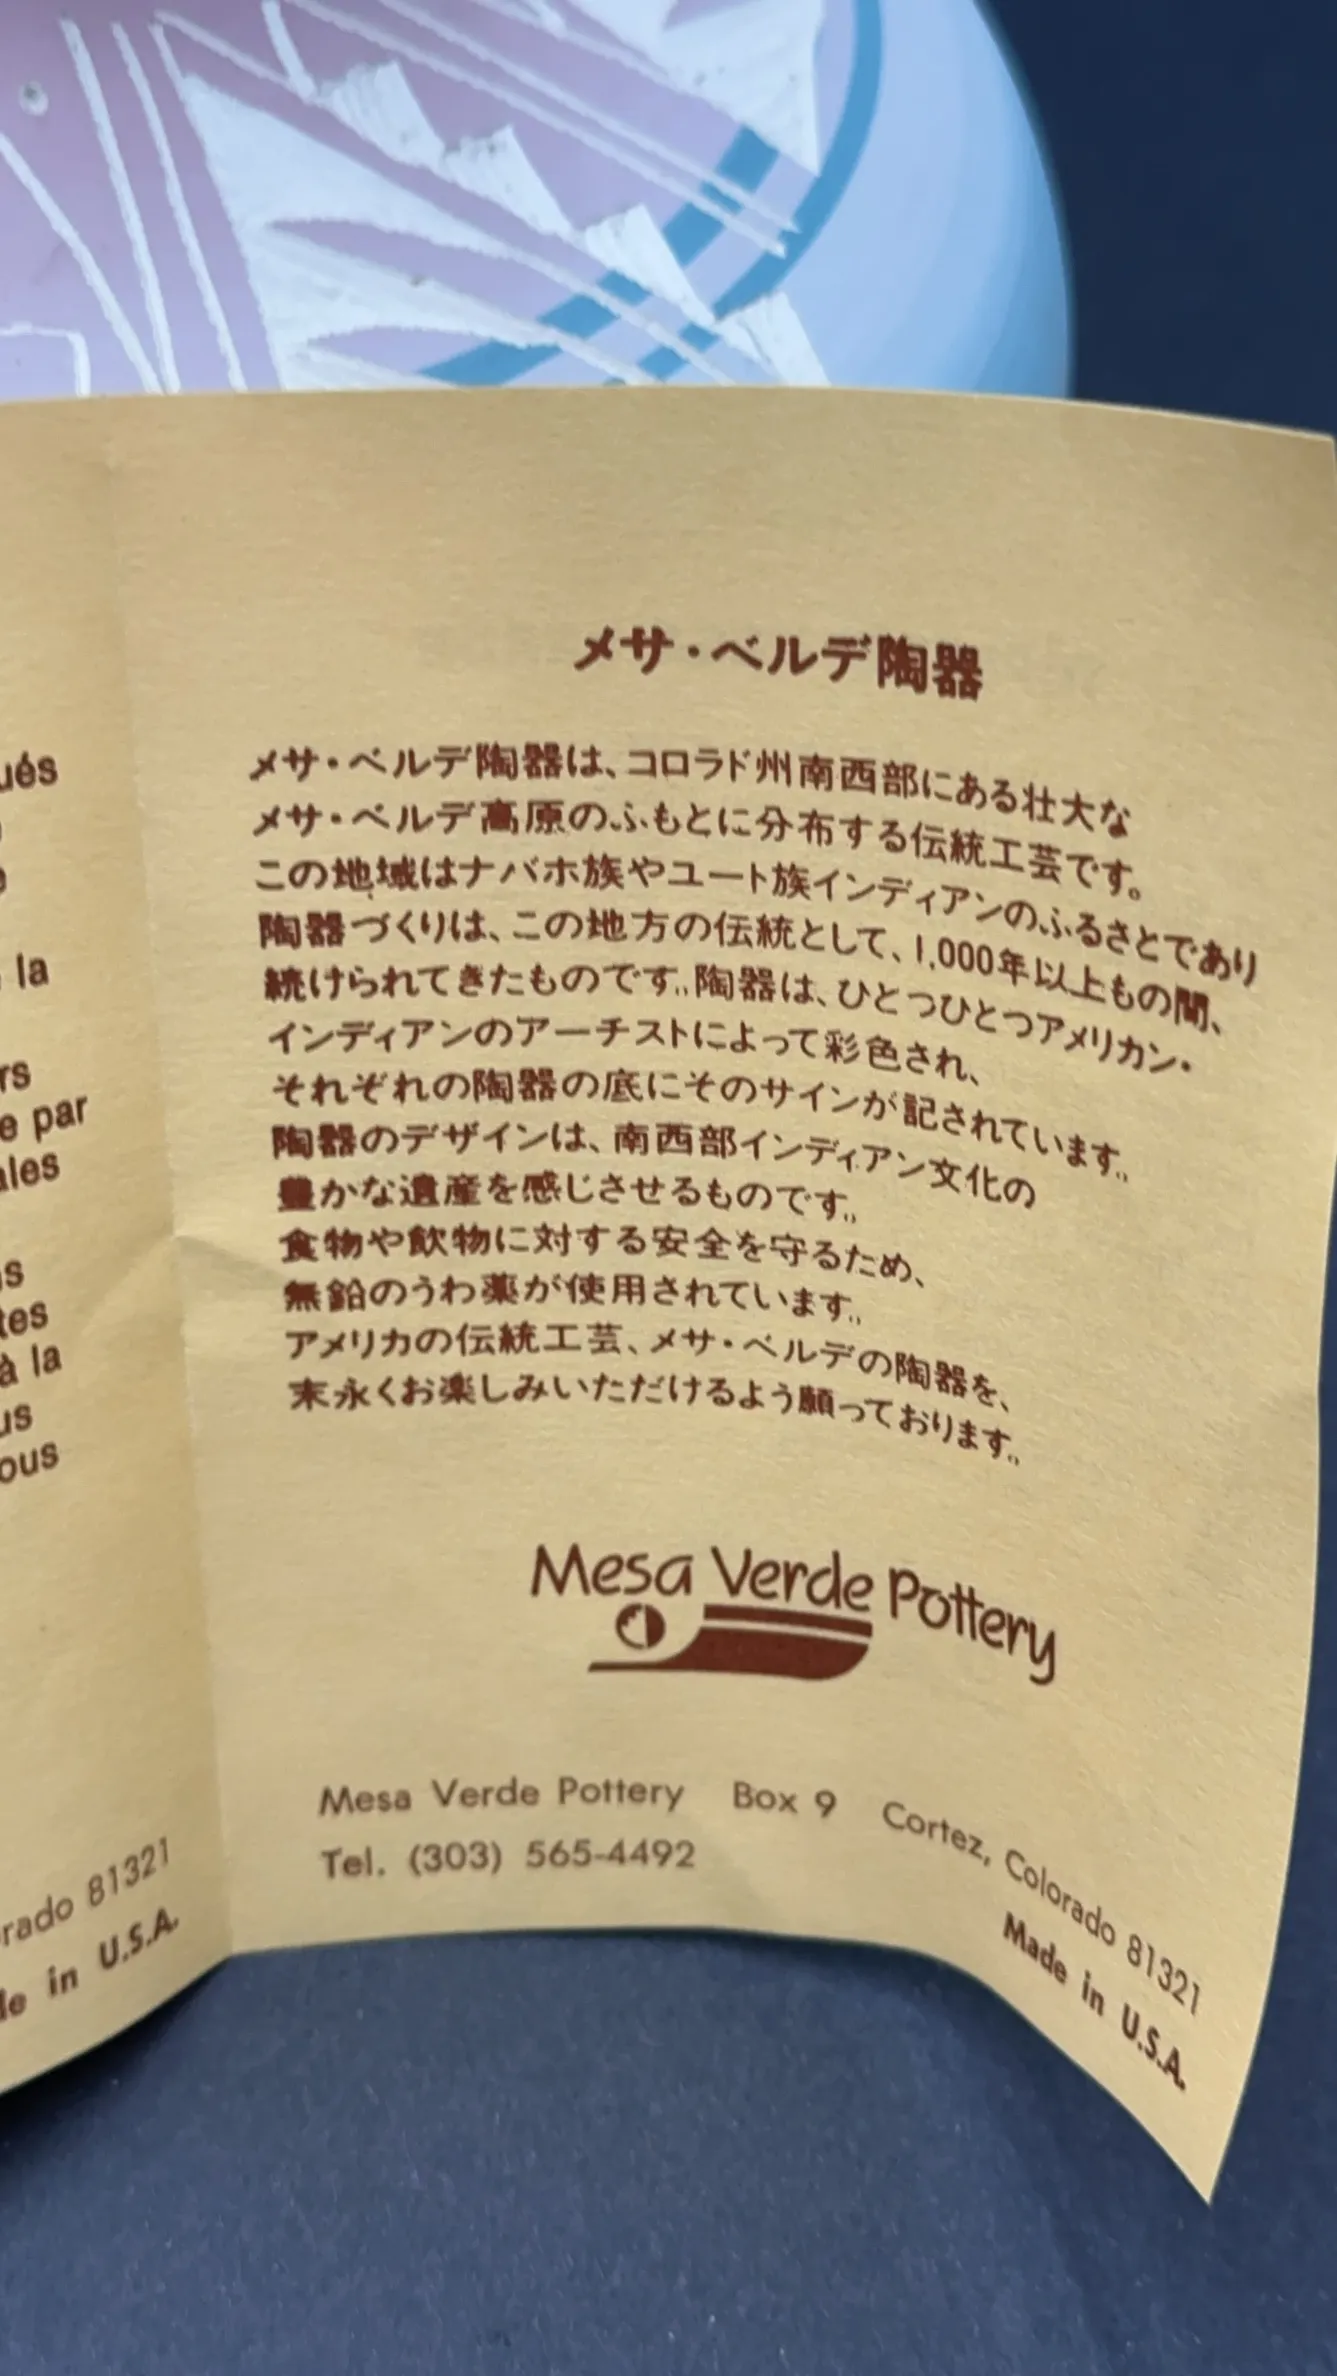 ués
la
rs
e par
ales
ns
tes
à la
us
ous
rado 81321
de in U.S.A.
メサ・ベルデ陶器
メサ・ベルデ陶器は、コロラド州南西部にある壮大な
メサ・ベルデ高原のふもとに分布する伝統工芸です。
この地域はナバホ族やユート族インディアンのふるさとであり
陶器づくりは、この地方の伝統として、1,000年以上もの間、
続けられてきたものです。陶器は、ひとつひとつアメリカン・
インディアンのアーチストによって彩色され、
それぞれの陶器の底にそのサインが記されています。
陶器のデザインは、南西部インディアン文化の
豊かな遺産を感じさせるものです。
食物や飲物に対する安全を守るため、
無鉛のうわ薬が使用されています。
アメリカの伝統工芸、メサ・ベルデの陶器を、
末永くお楽しみいただけるよう願っております。
Mesa Verde Pottery
Mesa Verde Pottery Box 9 Cortez, Colorado 81321
Tel. (303) 565-4492
Made in U.S.A.